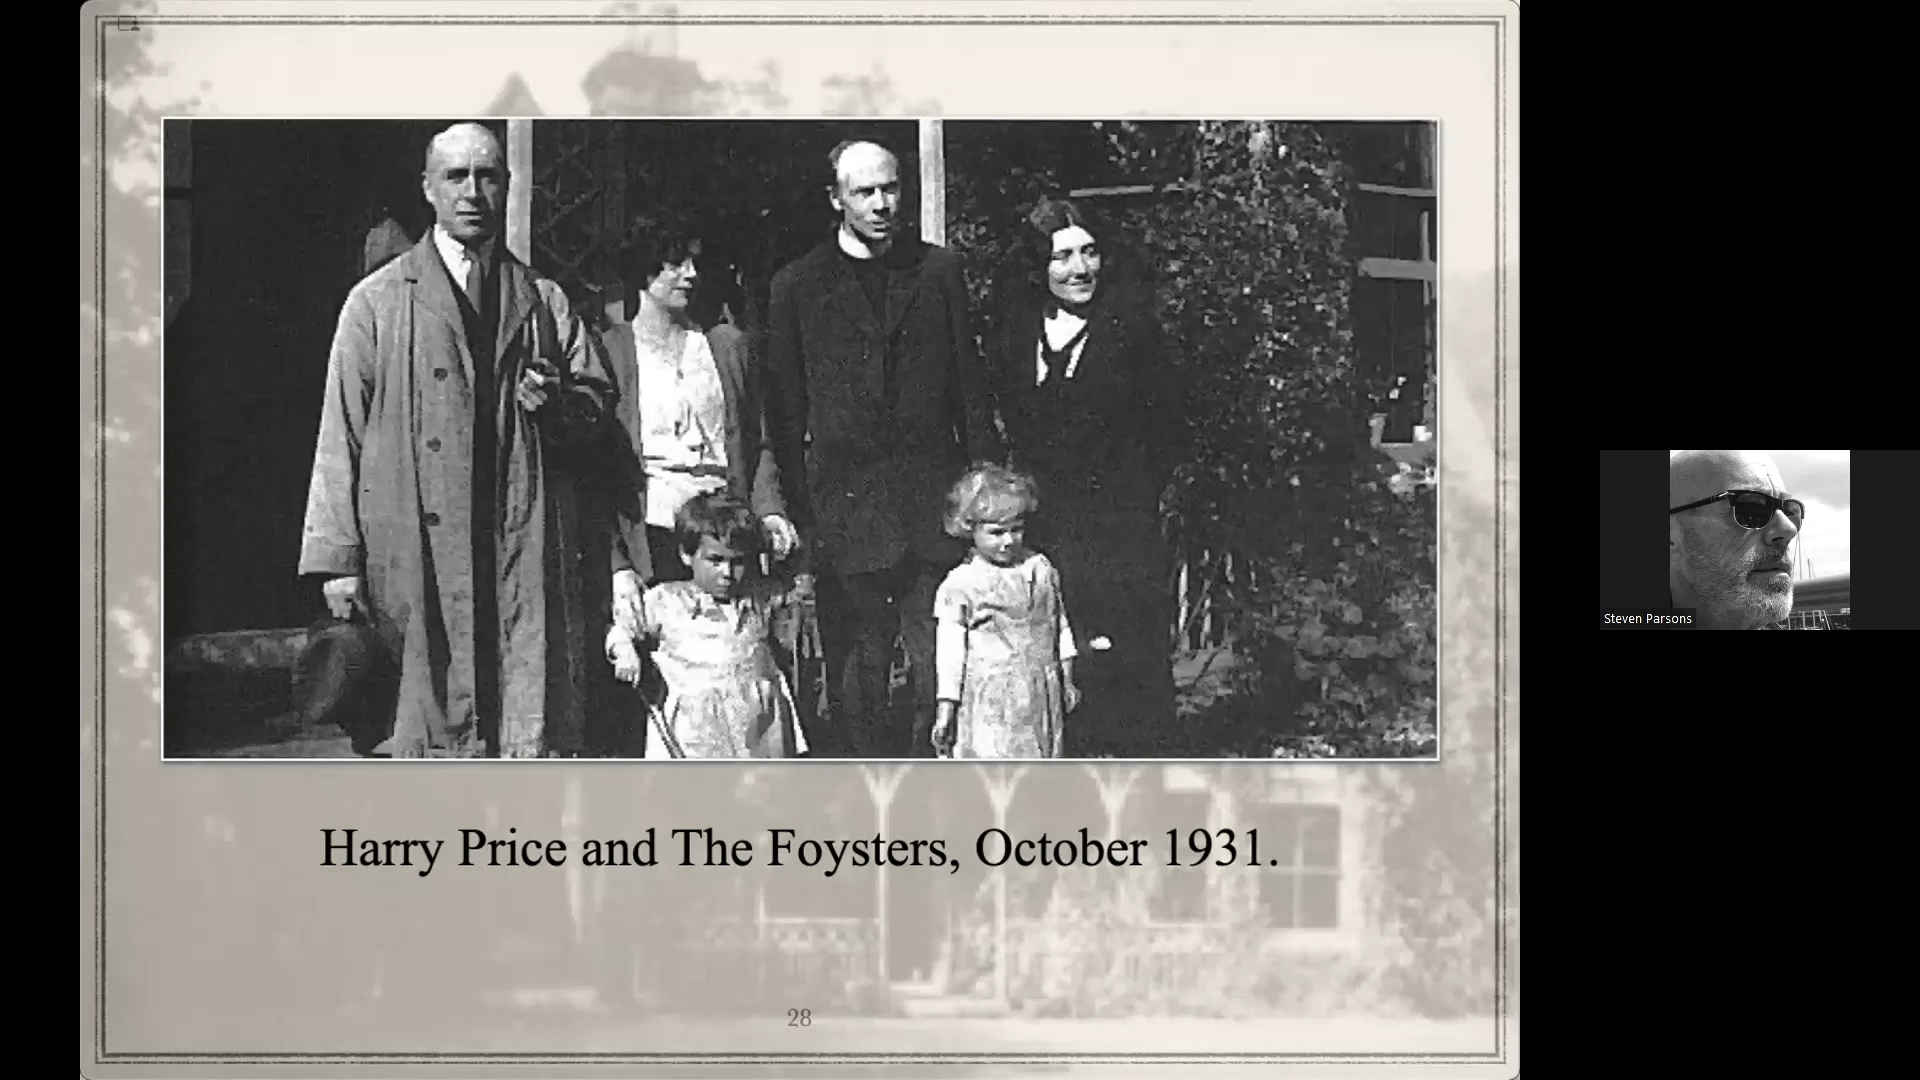 Harry Price and The Foysters, October 1931.
28
Steven Parsons